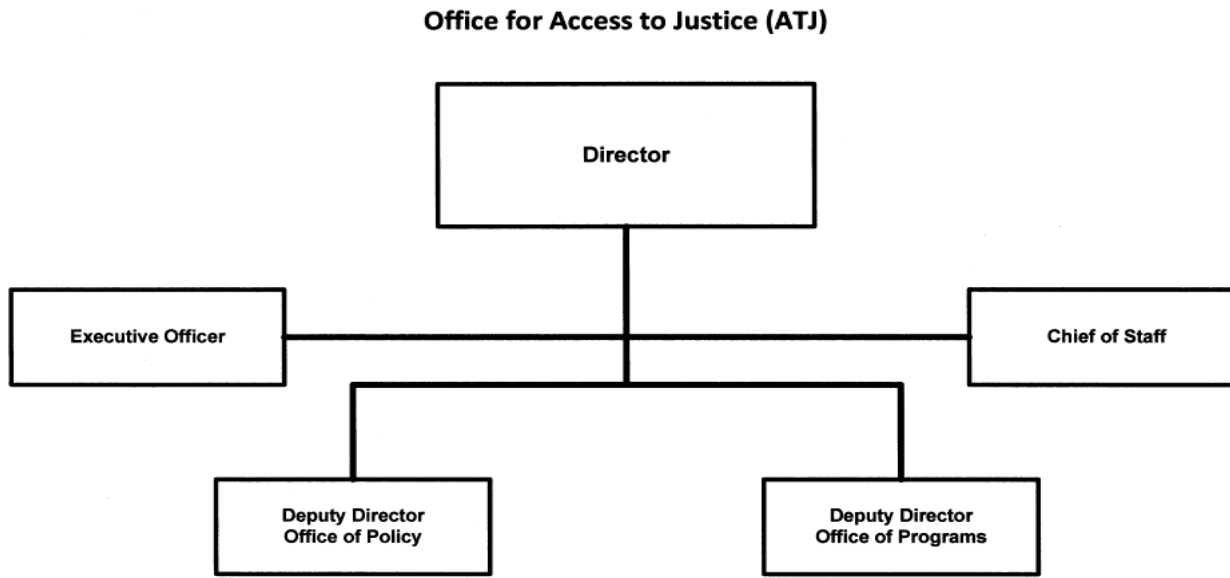 Office for Access to Justice (ATJ)
Director
Executive Officer
Chief of Staff
Deputy Director
Office of Policy
Deputy Director
Office of Programs